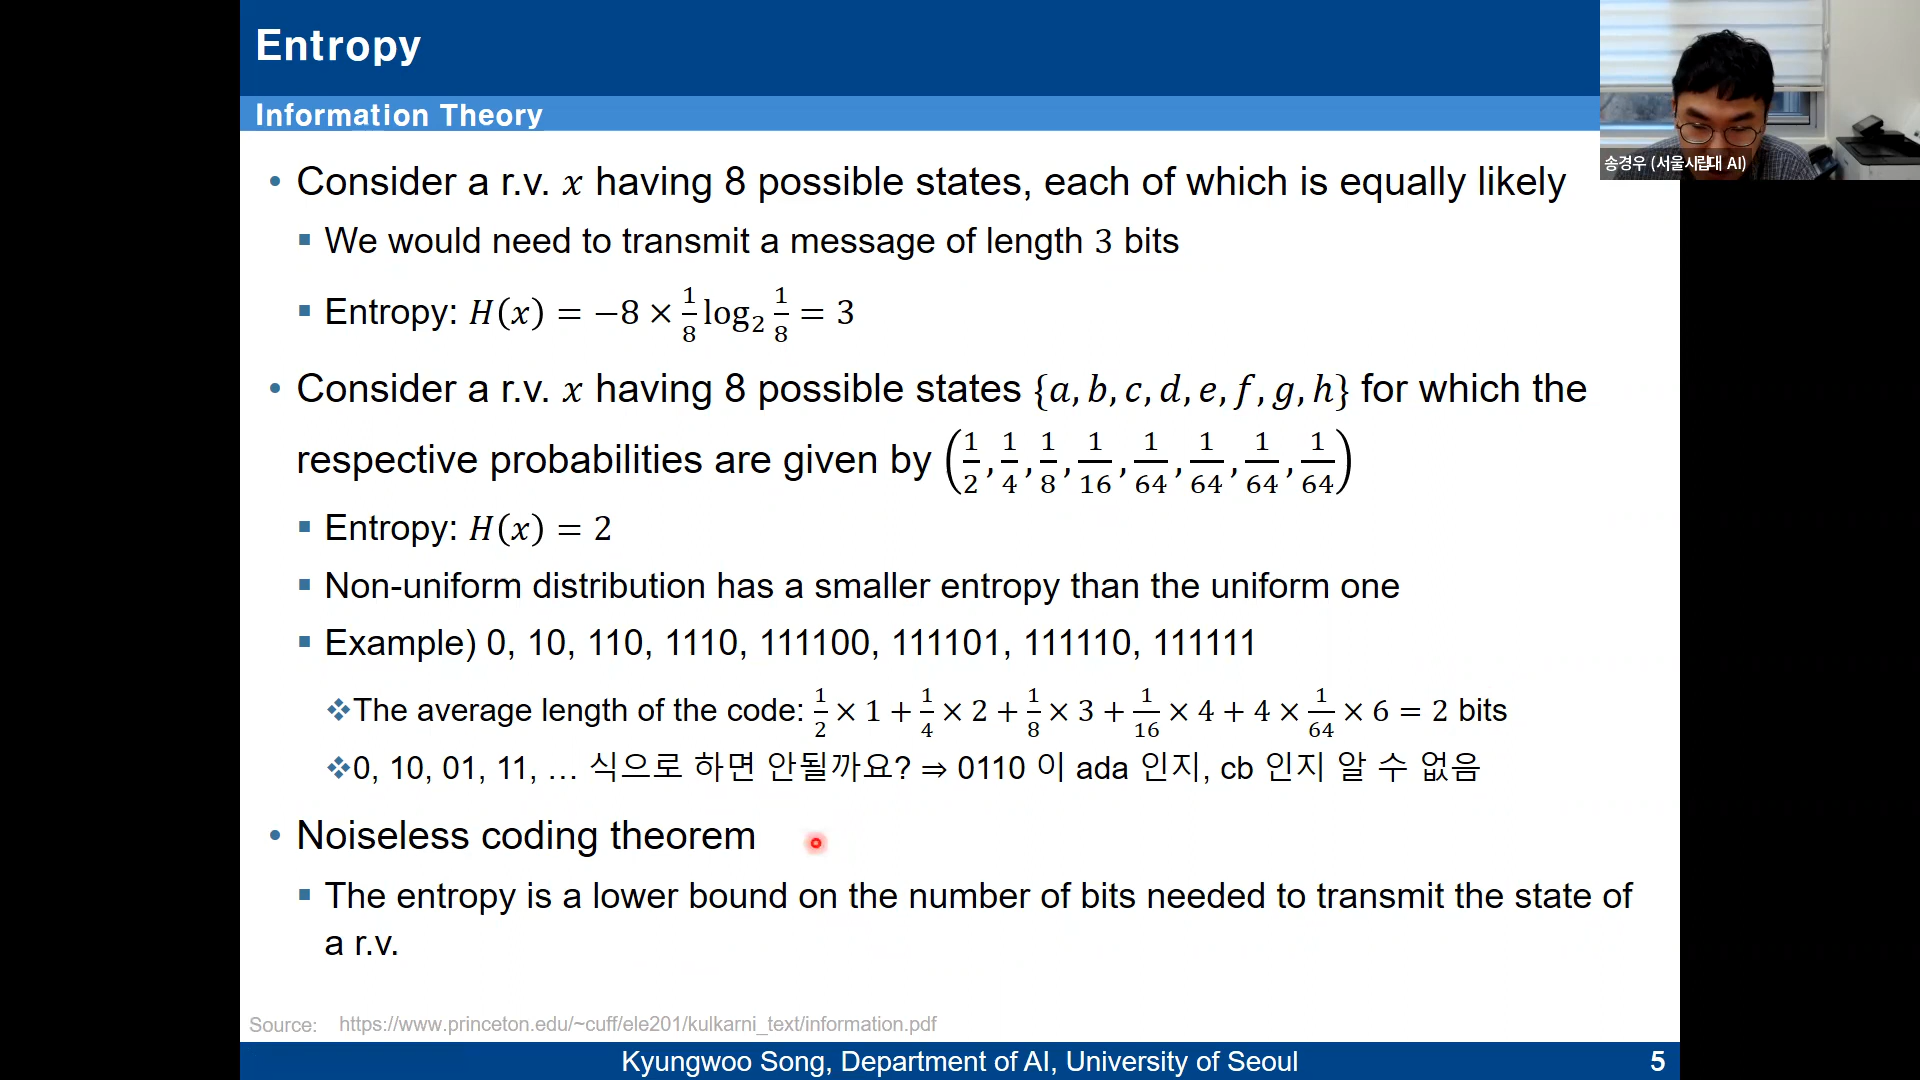 Entropy
Information Theory
송경우 (서울시립대 AI)
• Consider a r.v. x having 8 possible states, each of which is equally likely
▪ We would need to transmit a message of length 3 bits
▪ Entropy: H(x) = −8 × 1/8 log₂ 1/8 = 3
• Consider a r.v. x having 8 possible states {a, b, c, d, e, f, g, h} for which the
respective probabilities are given by (1/2, 1/4, 1/8, 1/16, 1/64, 1/64, 1/64, 1/64)
▪ Entropy: H(x) = 2
▪ Non-uniform distribution has a smaller entropy than the uniform one
▪ Example) 0, 10, 110, 1110, 111100, 111101, 111110, 111111
❖The average length of the code: 1/2 × 1 + 1/4 × 2 + 1/8 × 3 + 1/16 × 4 + 4 × 1/64 × 6 = 2 bits
❖0, 10, 01, 11, … 식으로 하면 안될까요? ⇒ 0110 이 ada 인지, cb 인지 알 수 없음
• Noiseless coding theorem
▪ The entropy is a lower bound on the number of bits needed to transmit the state of
a r.v.
Source: https://www.princeton.edu/~cuff/ele201/kulkarni_text/information.pdf
Kyungwoo Song, Department of AI, University of Seoul
5